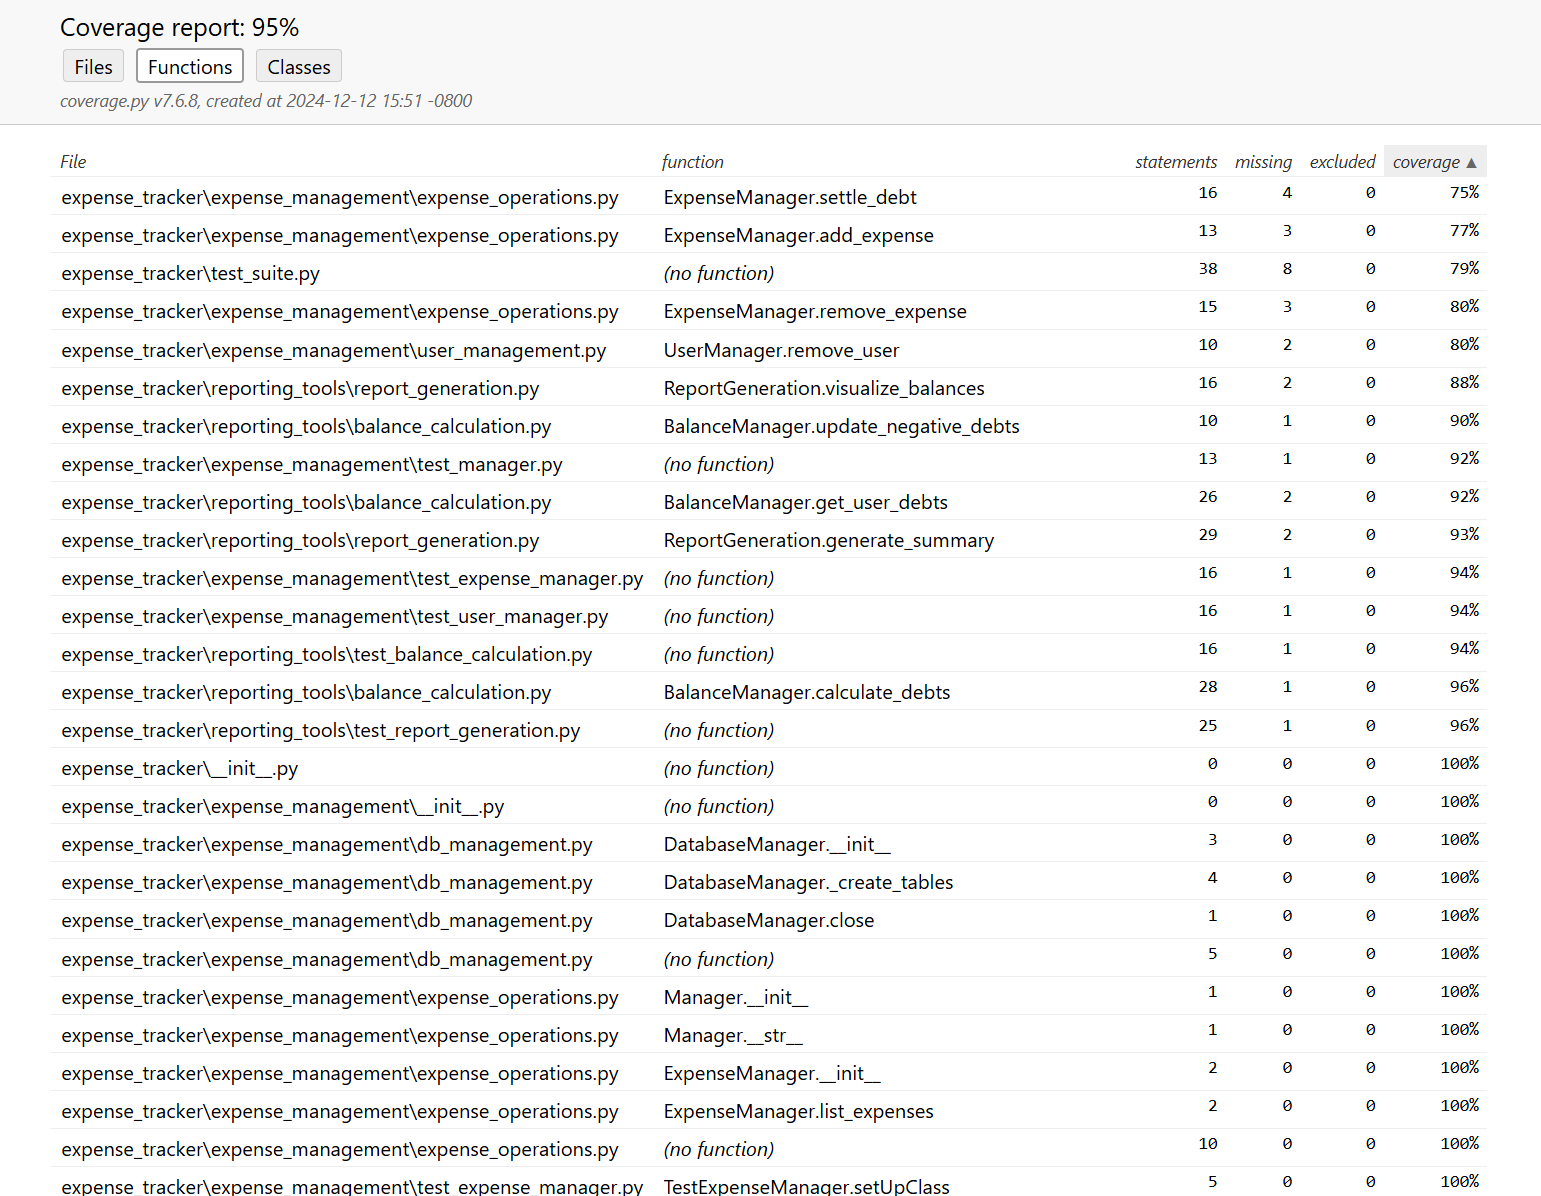 Coverage report: 95%
Files Functions Classes
coverage.py v7.6.8, created at 2024-12-12 15:51 -0800
File function statements missing excluded coverage ▲
expense_tracker\expense_management\expense_operations.py ExpenseManager.settle_debt 16 4 0 75%
expense_tracker\expense_management\expense_operations.py ExpenseManager.add_expense 13 3 0 77%
expense_tracker\test_suite.py (no function) 38 8 0 79%
expense_tracker\expense_management\expense_operations.py ExpenseManager.remove_expense 15 3 0 80%
expense_tracker\expense_management\user_management.py UserManager.remove_user 10 2 0 80%
expense_tracker\reporting_tools\report_generation.py ReportGeneration.visualize_balances 16 2 0 88%
expense_tracker\reporting_tools\balance_calculation.py BalanceManager.update_negative_debts 10 1 0 90%
expense_tracker\expense_management\test_manager.py (no function) 13 1 0 92%
expense_tracker\reporting_tools\balance_calculation.py BalanceManager.get_user_debts 26 2 0 92%
expense_tracker\reporting_tools\report_generation.py ReportGeneration.generate_summary 29 2 0 93%
expense_tracker\expense_management\test_expense_manager.py (no function) 16 1 0 94%
expense_tracker\expense_management\test_user_manager.py (no function) 16 1 0 94%
expense_tracker\reporting_tools\test_balance_calculation.py (no function) 16 1 0 94%
expense_tracker\reporting_tools\balance_calculation.py BalanceManager.calculate_debts 28 1 0 96%
expense_tracker\reporting_tools\test_report_generation.py (no function) 25 1 0 96%
expense_tracker\__init__.py (no function) 0 0 0 100%
expense_tracker\expense_management\__init__.py (no function) 0 0 0 100%
expense_tracker\expense_management\db_management.py DatabaseManager.__init__ 3 0 0 100%
expense_tracker\expense_management\db_management.py DatabaseManager._create_tables 4 0 0 100%
expense_tracker\expense_management\db_management.py DatabaseManager.close 1 0 0 100%
expense_tracker\expense_management\db_management.py (no function) 5 0 0 100%
expense_tracker\expense_management\expense_operations.py Manager.__init__ 1 0 0 100%
expense_tracker\expense_management\expense_operations.py Manager.__str__ 1 0 0 100%
expense_tracker\expense_management\expense_operations.py ExpenseManager.__init__ 2 0 0 100%
expense_tracker\expense_management\expense_operations.py ExpenseManager.list_expenses 2 0 0 100%
expense_tracker\expense_management\expense_operations.py (no function) 10 0 0 100%
expense_tracker\expense_management\test_expense_manager.py TestExpenseManager.setUpClass 5 0 0 100%